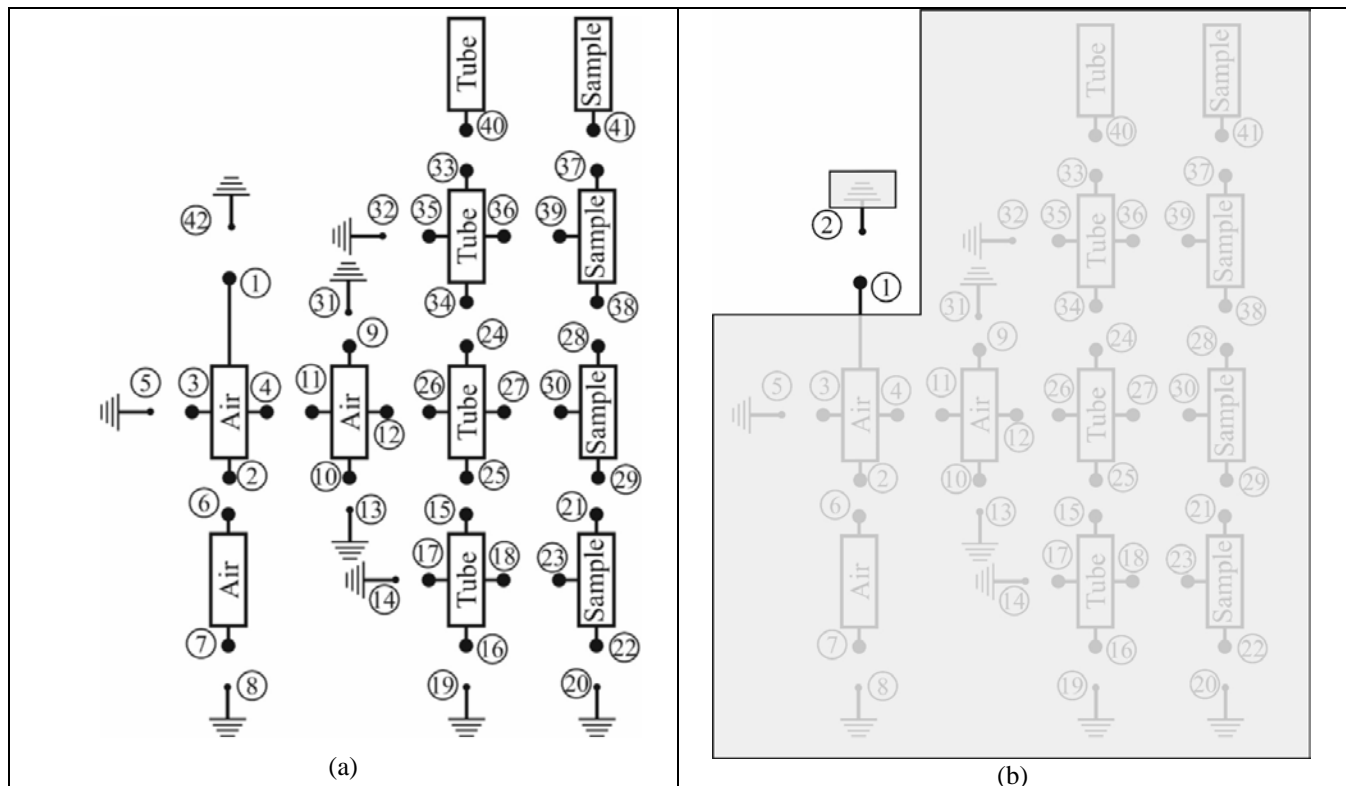 Tube Sample
40 41
33 37
42 32 35 36 39
Tube Sample
1 31 34 38
9 24 28
5 3 4 11 26 27 30
Air Air Tube Sample
12
2 10 25 29
6 13 15 21
17 18 23
Air Tube Sample
14
7 16 22
8 19 20
(a)
Tube Sample
40 41
33 37
2 32 35 36 39
Tube Sample
1 31 34 38
9 24 28
5 3 4 11 26 27 30
Air Air Tube Sample
12
2 10 25 29
6 13 15 21
17 18 23
Air Tube Sample
14
7 16 22
8 19 20
(b)